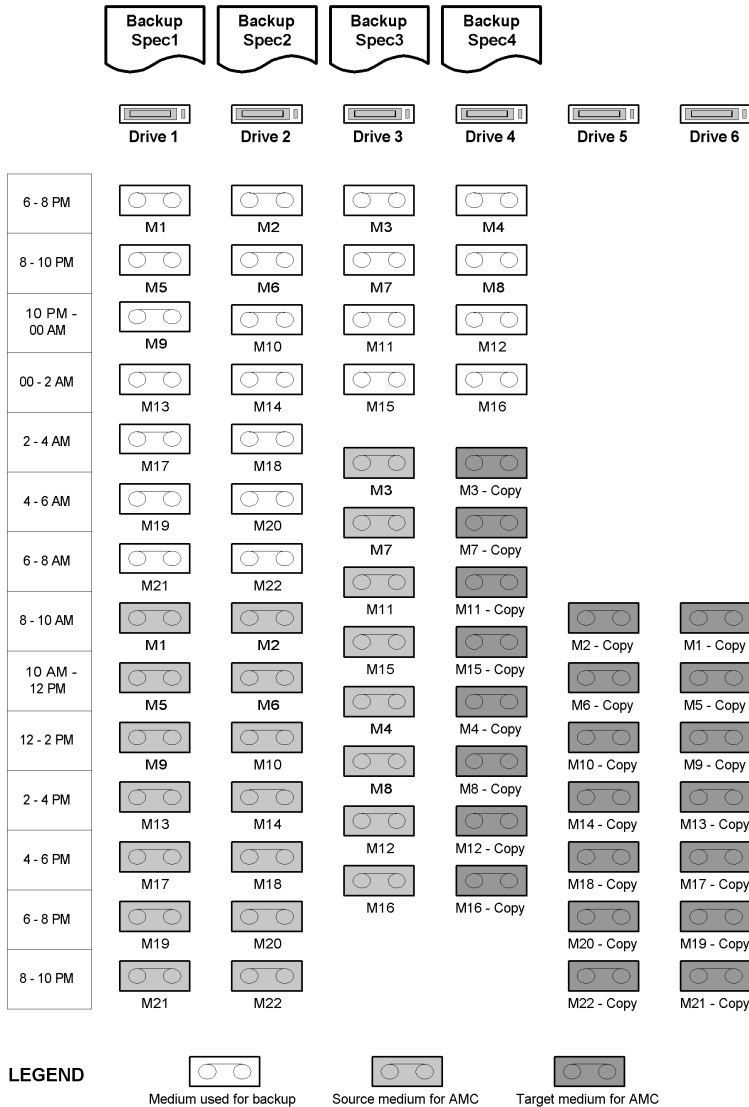 Backup Spec1
Backup Spec2
Backup Spec3
Backup Spec4
Drive 1
Drive 2
Drive 3
Drive 4
Drive 5
Drive 6
6 - 8 PM
M1
M2
M3
M4
8 - 10 PM
M5
M6
M7
M8
10 PM -
00 AM
M9
M10
M11
M12
00 - 2 AM
M13
M14
M15
M16
2 - 4 AM
M17
M18
M3
M3 - Copy
4 - 6 AM
M19
M20
M7
M7 - Copy
6 - 8 AM
M21
M22
M11
M11 - Copy
8 - 10 AM
M1
M2
M15
M15 - Copy
M2 - Copy
M1 - Copy
10 AM -
12 PM
M5
M6
M4
M4 - Copy
M6 - Copy
M5 - Copy
12 - 2 PM
M9
M10
M8
M8 - Copy
M10 - Copy
M9 - Copy
2 - 4 PM
M13
M14
M12
M12 - Copy
M14 - Copy
M13 - Copy
4 - 6 PM
M17
M18
M16
M16 - Copy
M18 - Copy
M17 - Copy
6 - 8 PM
M19
M20
M20 - Copy
M19 - Copy
8 - 10 PM
M21
M22
M22 - Copy
M21 - Copy
LEGEND
Medium used for backup
Source medium for AMC
Target medium for AMC